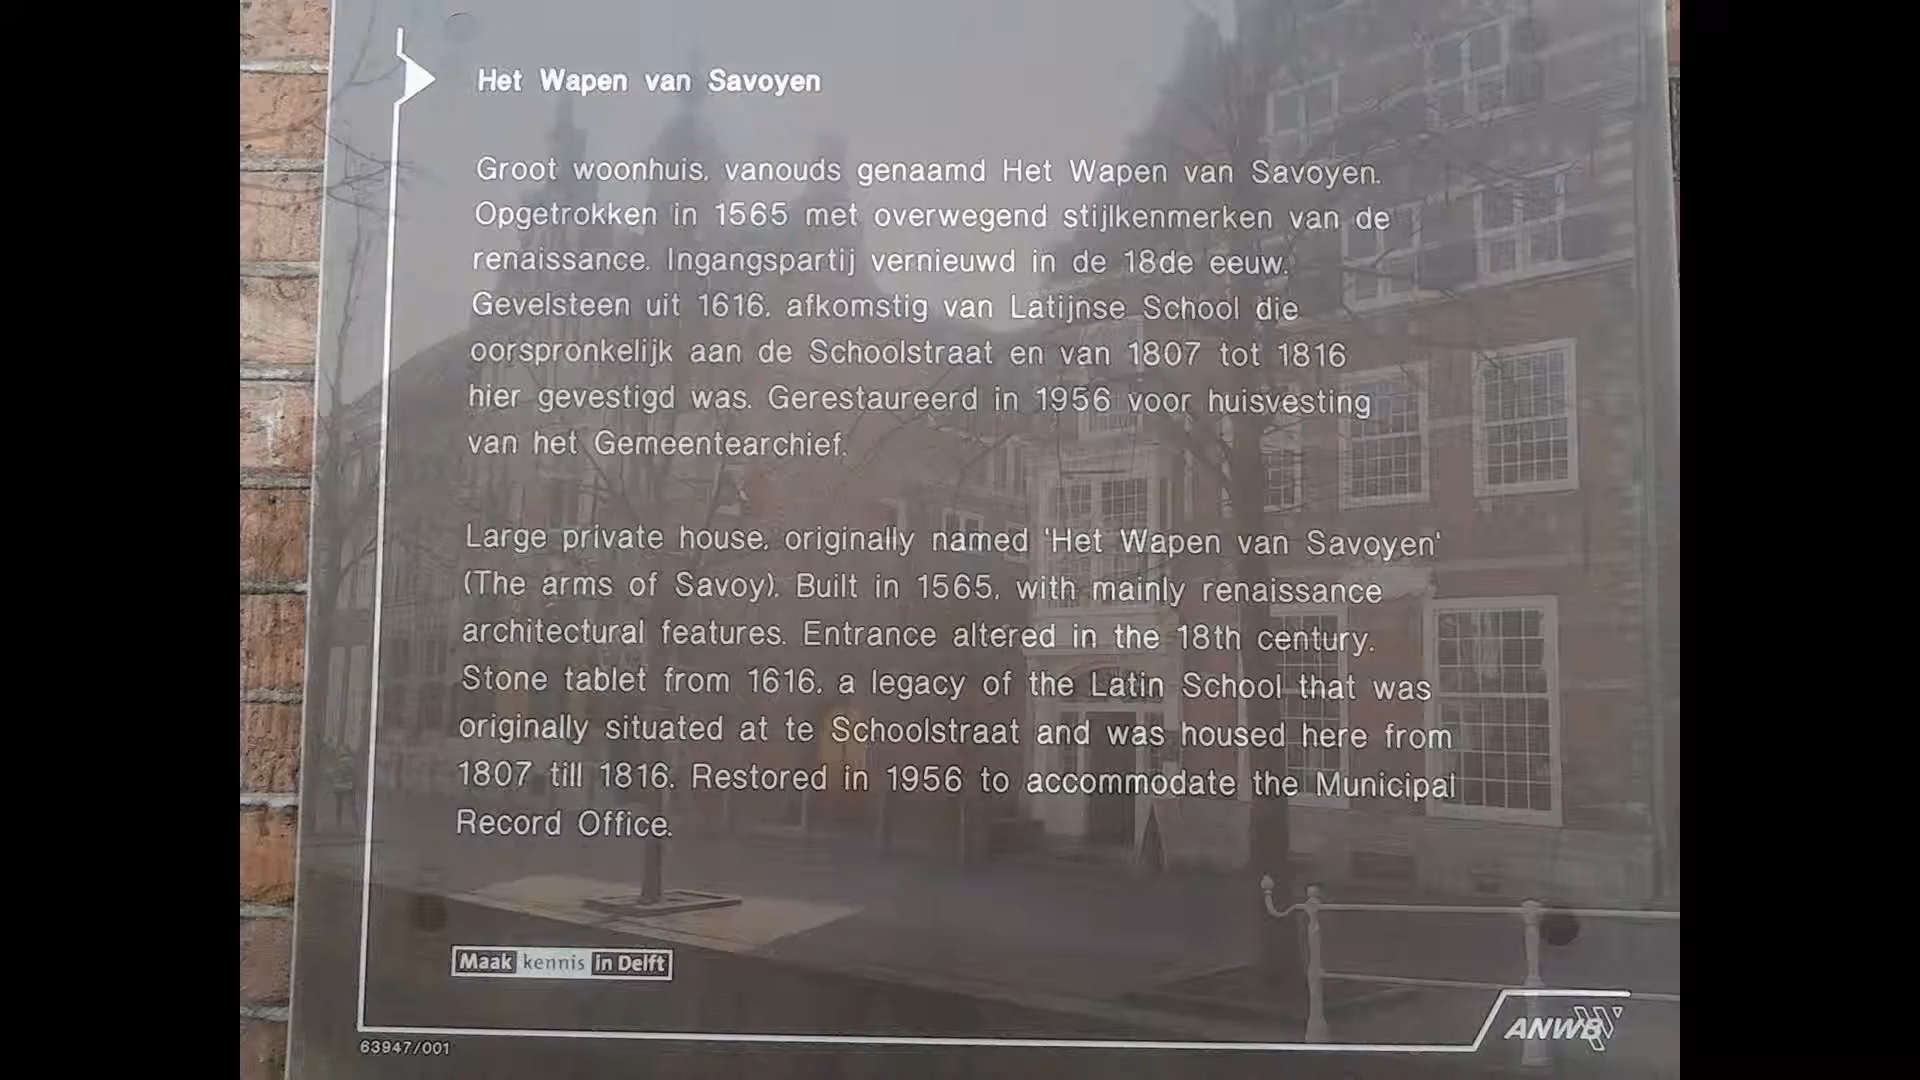 Het Wapen van Savoyen
Groot woonhuis, vanouds genaamd Het Wapen van Savoyen.
Opgetrokken in 1565 met overwegend stijlkenmerken van de
renaissance. Ingangspartij vernieuwd in de 18de eeuw.
Gevelsteen uit 1616, afkomstig van Latijnse School die
oorspronkelijk aan de Schoolstraat en van 1807 tot 1816
hier gevestigd was. Gerestaureerd in 1956 voor huisvesting
van het Gemeentearchief.
Large private house, originally named 'Het Wapen van Savoyen'
(The arms of Savoy). Built in 1565, with mainly renaissance
architectural features. Entrance altered in the 18th century.
Stone tablet from 1616, a legacy of the Latin School that was
originally situated at te Schoolstraat and was housed here from
1807 till 1816. Restored in 1956 to accommodate the Municipal
Record Office.
Maak kennis in Delft
ANWB
63947/001